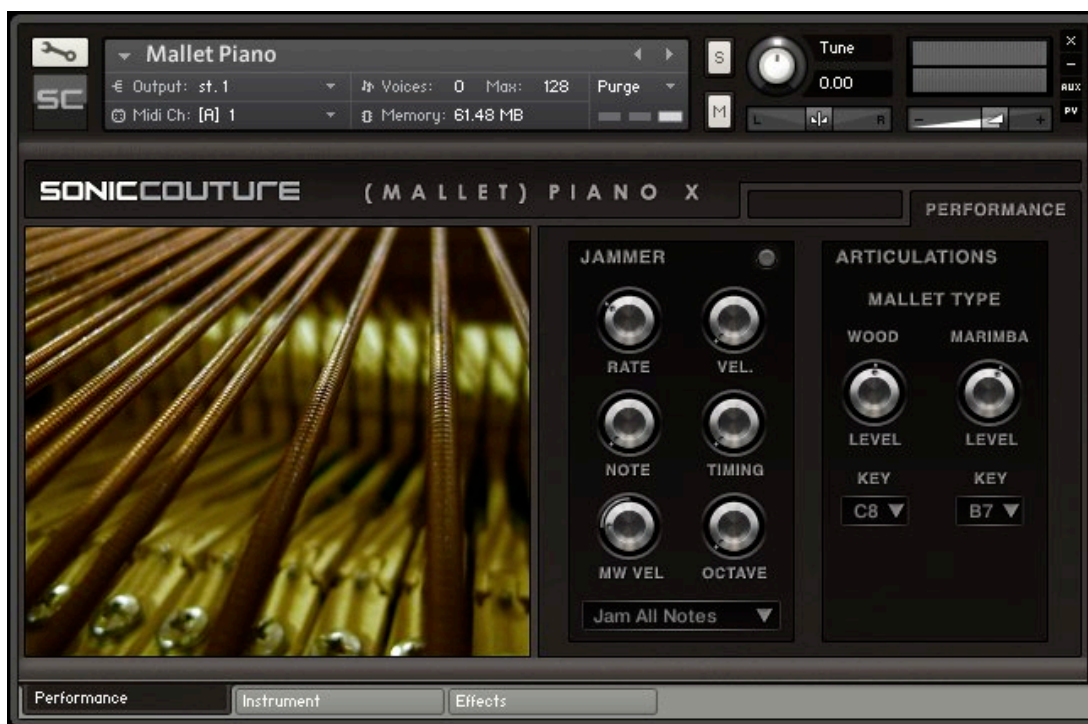 Mallet Piano
S
Tune
X
-
SC
Output: st.1
Voices: 0 Max: 128
Purge
0.00
AUX
Midi Ch: [A] 1
Memory: 61.48 MB
M
L R
- +
PV
SONICCOUTURE
(MALLET) PIANO X
PERFORMANCE
JAMMER
ARTICULATIONS
MALLET TYPE
WOOD MARIMBA
RATE VEL.
LEVEL LEVEL
NOTE TIMING
KEY KEY
C8 B7
MW VEL OCTAVE
Jam All Notes
Performance
Instrument
Effects